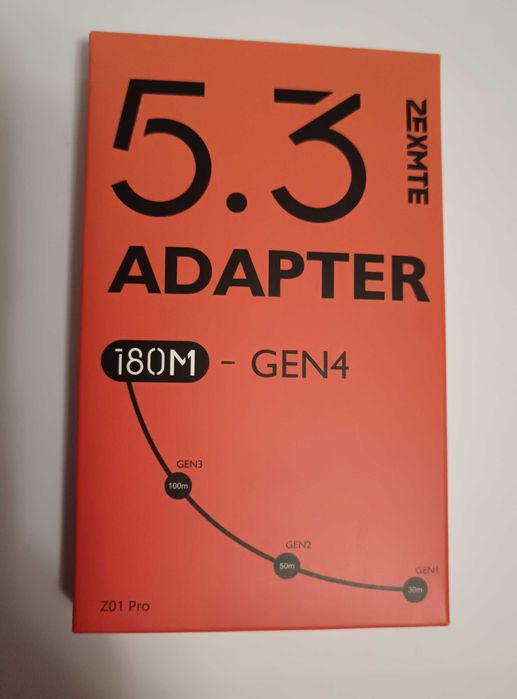 5.3
ZEXMTE
ADAPTER
180M - GEN4
GEN3
100m
GEN2
50m
GEN1
30m
Z01 Pro